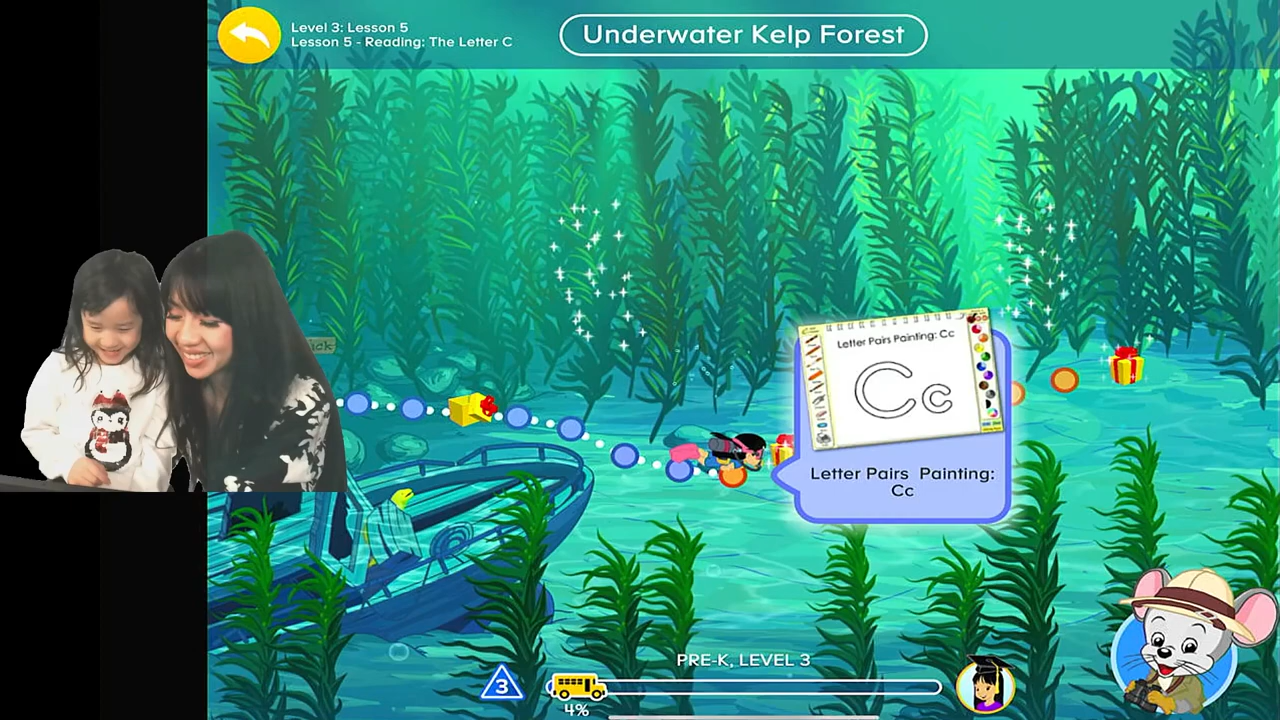 Level 3: Lesson 5
Lesson 5 - Reading: The Letter C
Underwater Kelp Forest
Letter Pairs Painting: Cc
Cc
Letter Pairs Painting:
Cc
PRE-K, LEVEL 3
3
4%